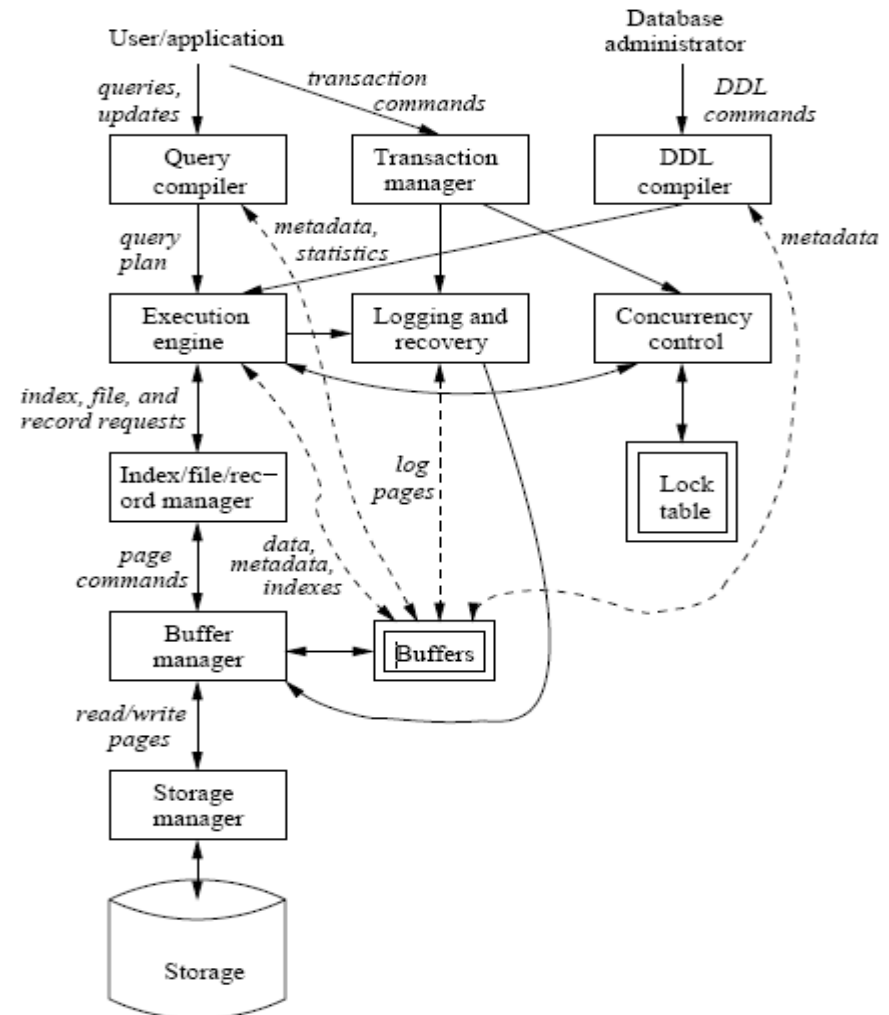 User/application
Database
administrator
queries,
updates
transaction
commands
DDL
commands
Query
compiler
Transaction
manager
DDL
compiler
query
plan
metadata,
statistics
metadata
Execution
engine
Logging and
recovery
Concurrency
control
index, file, and
record requests
Index/file/rec-
ord manager
log
pages
Lock
table
page
commands
data,
metadata,
indexes
Buffer
manager
Buffers
read/write
pages
Storage
manager
Storage